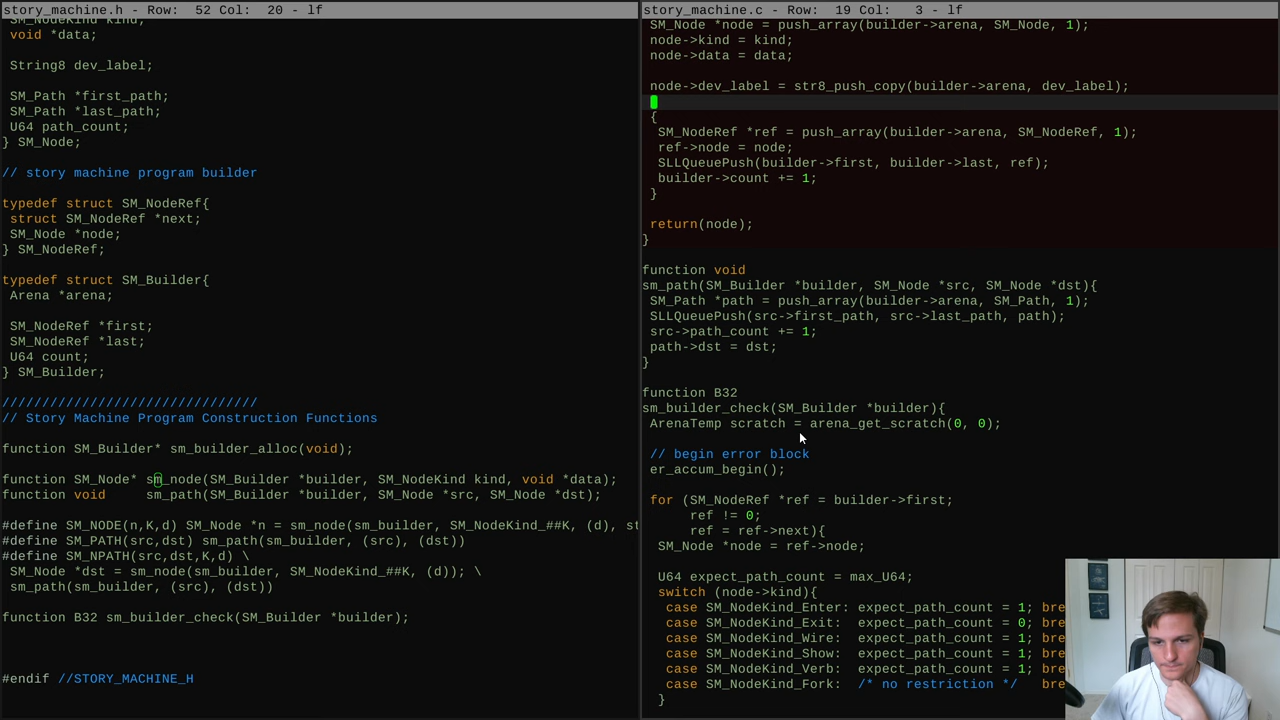 story_machine.h - Row:  52 Col:  20 - lf
SM_NodeKind kind;
void *data;
String8 dev_label;
SM_Path *first_path;
SM_Path *last_path;
U64 path_count;
} SM_Node;
// story machine program builder
typedef struct SM_NodeRef{
struct SM_NodeRef *next;
SM_Node *node;
} SM_NodeRef;
typedef struct SM_Builder{
Arena *arena;
SM_NodeRef *first;
SM_NodeRef *last;
U64 count;
} SM_Builder;
////////////////////////////////
// Story Machine Program Construction Functions
function SM_Builder* sm_builder_alloc(void);
function SM_Node* sm_node(SM_Builder *builder, SM_NodeKind kind, void *data);
function void     sm_path(SM_Builder *builder, SM_Node *src, SM_Node *dst);
#define SM_NODE(n,K,d) SM_Node *n = sm_node(sm_builder, SM_NodeKind_##K, (d), st
#define SM_PATH(src,dst) sm_path(sm_builder, (src), (dst))
#define SM_NPATH(src,dst,K,d) \
SM_Node *dst = sm_node(sm_builder, SM_NodeKind_##K, (d)); \
sm_path(sm_builder, (src), (dst))
function B32 sm_builder_check(SM_Builder *builder);
#endif //STORY_MACHINE_H
story_machine.c - Row:  19 Col:   3 - lf
SM_Node *node = push_array(builder->arena, SM_Node, 1);
node->kind = kind;
node->data = data;
node->dev_label = str8_push_copy(builder->arena, dev_label);
{
SM_NodeRef *ref = push_array(builder->arena, SM_NodeRef, 1);
ref->node = node;
SLLQueuePush(builder->first, builder->last, ref);
builder->count += 1;
}
return(node);
}
function void
sm_path(SM_Builder *builder, SM_Node *src, SM_Node *dst){
SM_Path *path = push_array(builder->arena, SM_Path, 1);
SLLQueuePush(src->first_path, src->last_path, path);
src->path_count += 1;
path->dst = dst;
}
function B32
sm_builder_check(SM_Builder *builder){
ArenaTemp scratch = arena_get_scratch(0, 0);
// begin error block
er_accum_begin();
for (SM_NodeRef *ref = builder->first;
ref != 0;
ref = ref->next){
SM_Node *node = ref->node;
U64 expect_path_count = max_U64;
switch (node->kind){
case SM_NodeKind_Enter: expect_path_count = 1; bre
case SM_NodeKind_Exit:  expect_path_count = 0; bre
case SM_NodeKind_Wire:  expect_path_count = 1; bre
case SM_NodeKind_Show:  expect_path_count = 1; bre
case SM_NodeKind_Verb:  expect_path_count = 1; bre
case SM_NodeKind_Fork:  /* no restriction */   bre
}